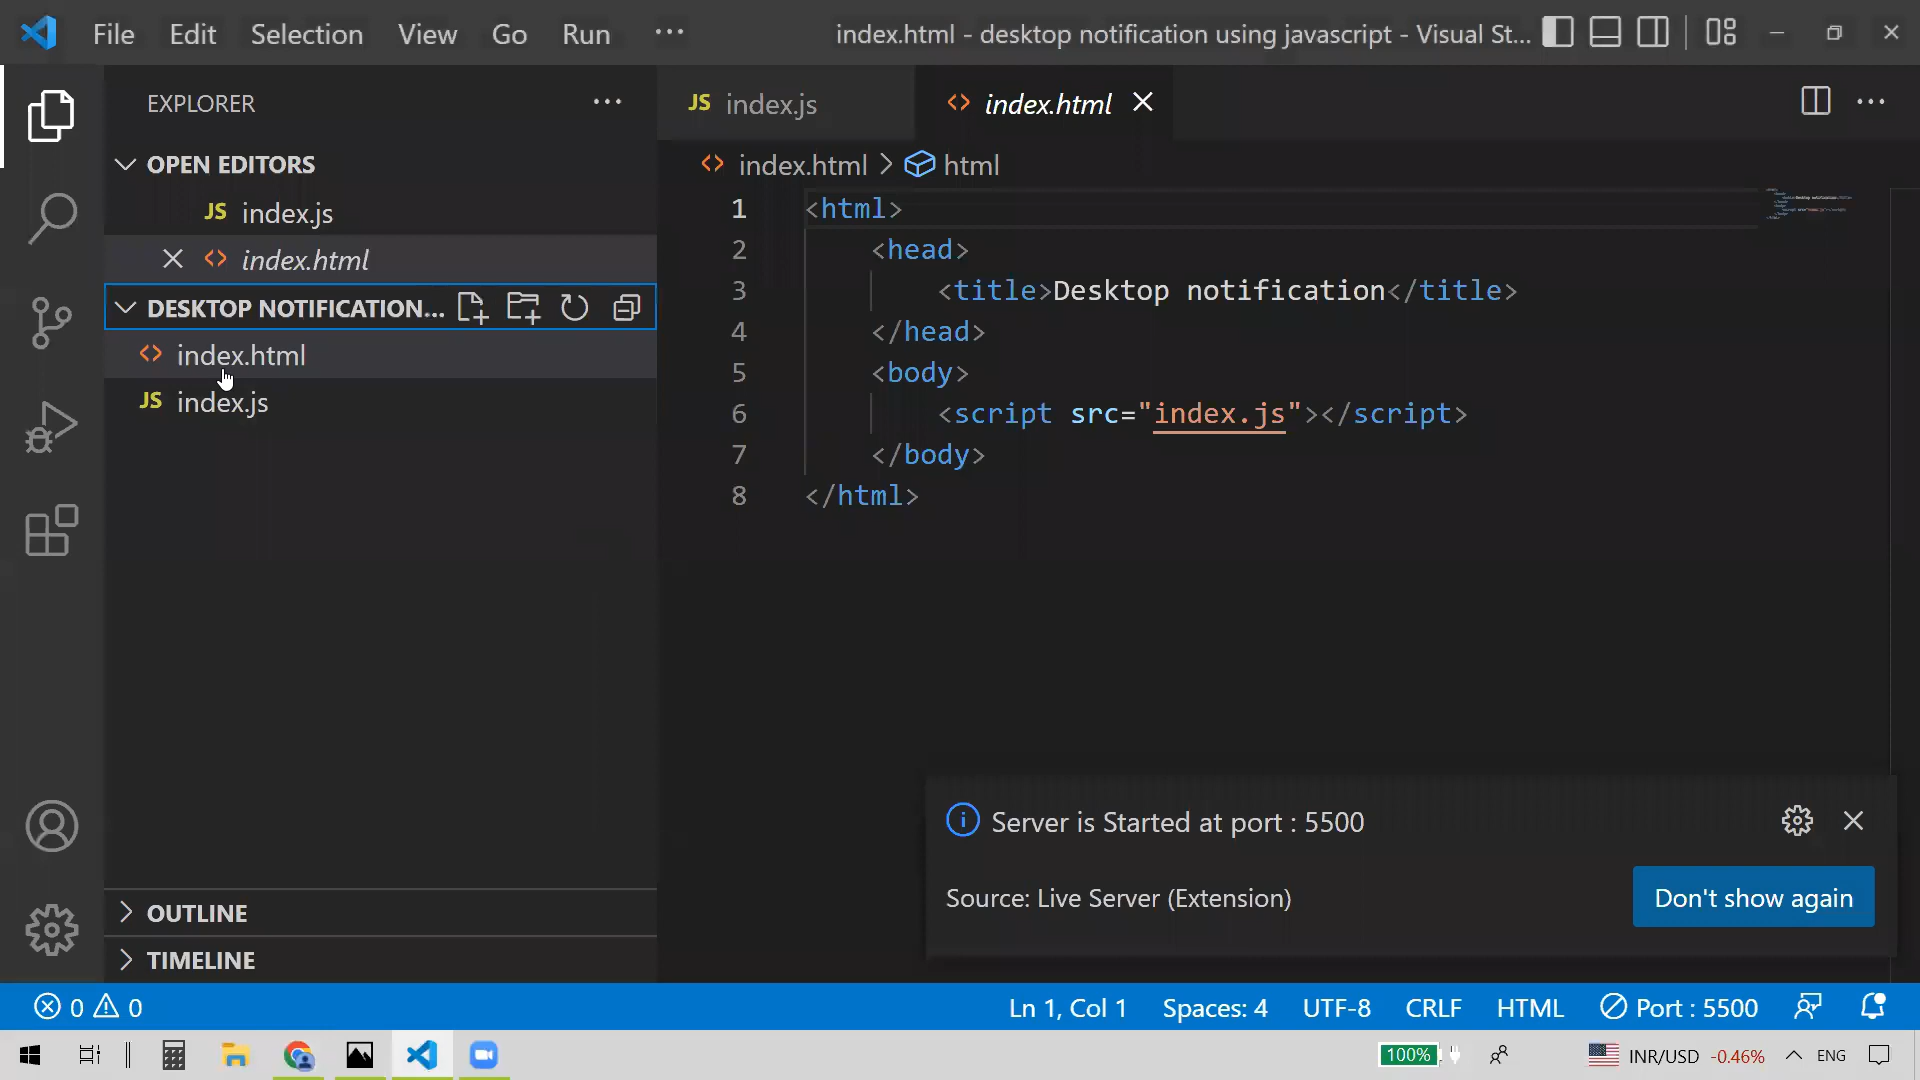 File Edit Selection View Go Run ...
index.html - desktop notification using javascript - Visual St...
EXPLORER
OPEN EDITORS
JS index.js
index.html
DESKTOP NOTIFICATION...
index.html
JS index.js
OUTLINE
TIMELINE
JS index.js
index.html
index.html > html
1 <html>
2 <head>
3 <title>Desktop notification</title>
4 </head>
5 <body>
6 <script src="index.js"></script>
7 </body>
8 </html>
Server is Started at port : 5500
Source: Live Server (Extension)
Don't show again
0 0
Ln 1, Col 1 Spaces: 4 UTF-8 CRLF HTML Port : 5500
100% INR/USD -0.46% ENG